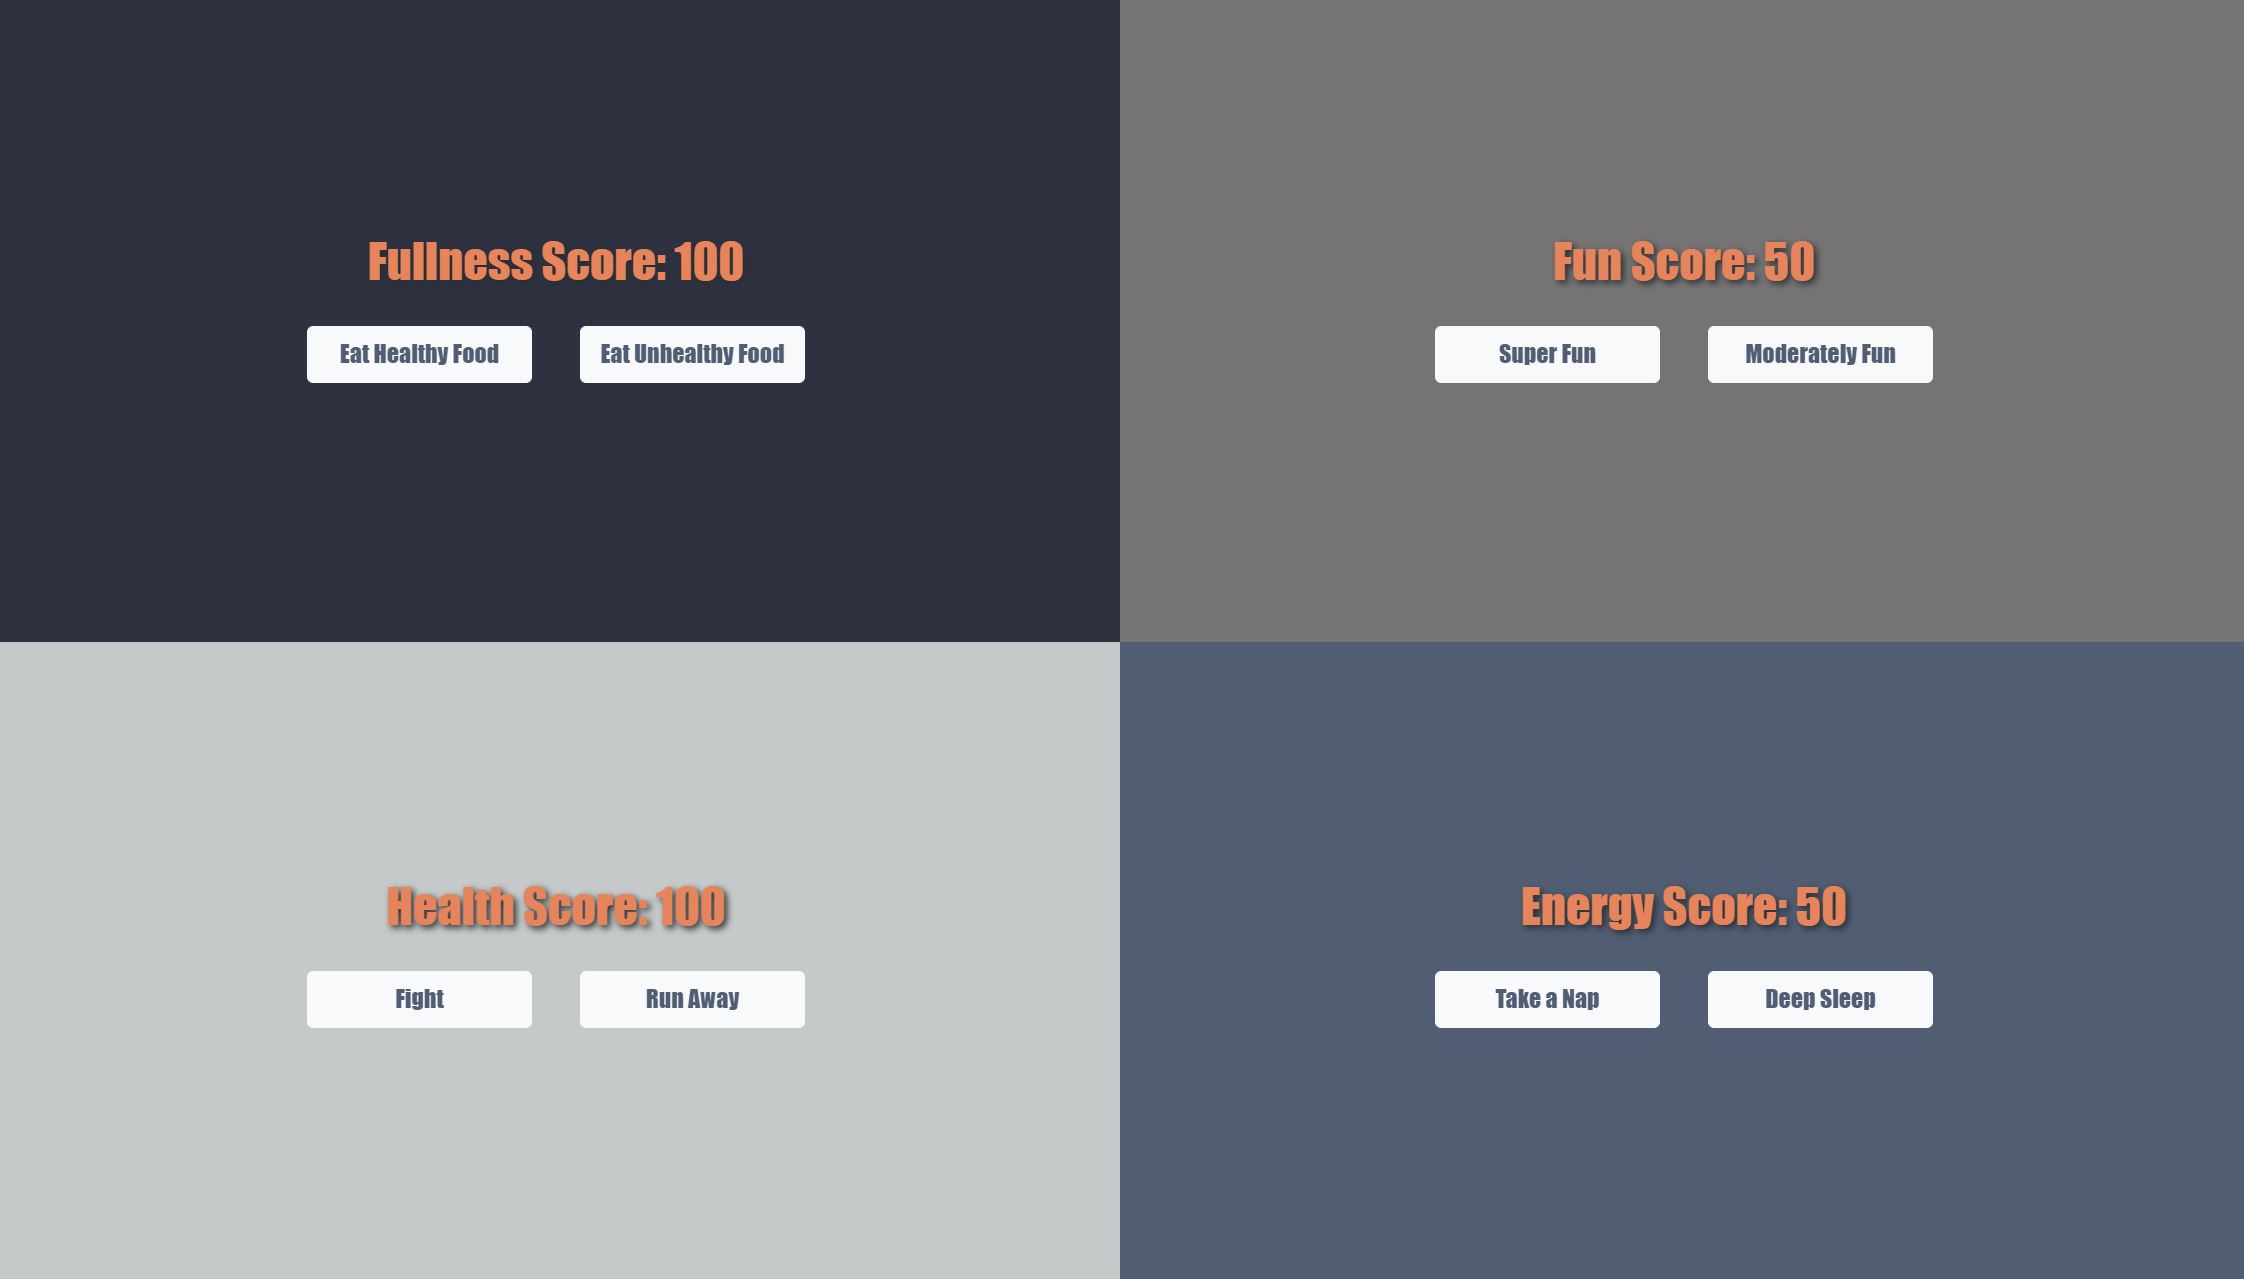 Fullness Score: 100
Eat Healthy Food
Eat Unhealthy Food
Fun Score: 50
Super Fun
Moderately Fun
Health Score: 100
Fight
Run Away
Energy Score: 50
Take a Nap
Deep Sleep